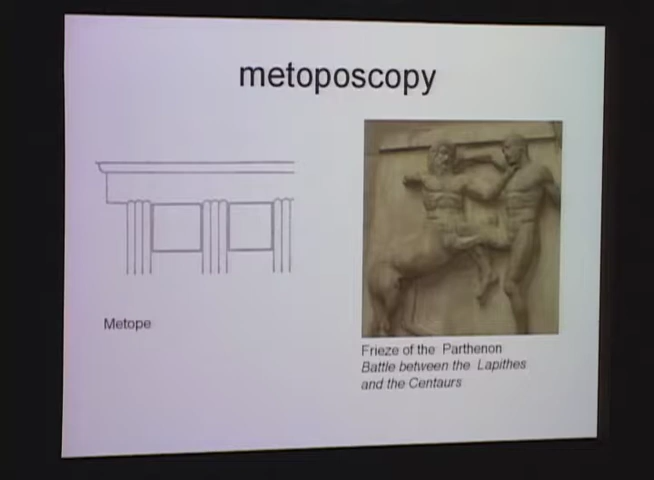 metoposcopy
Metope
Frieze of the Parthenon
Battle between the Lapithes
and the Centaurs